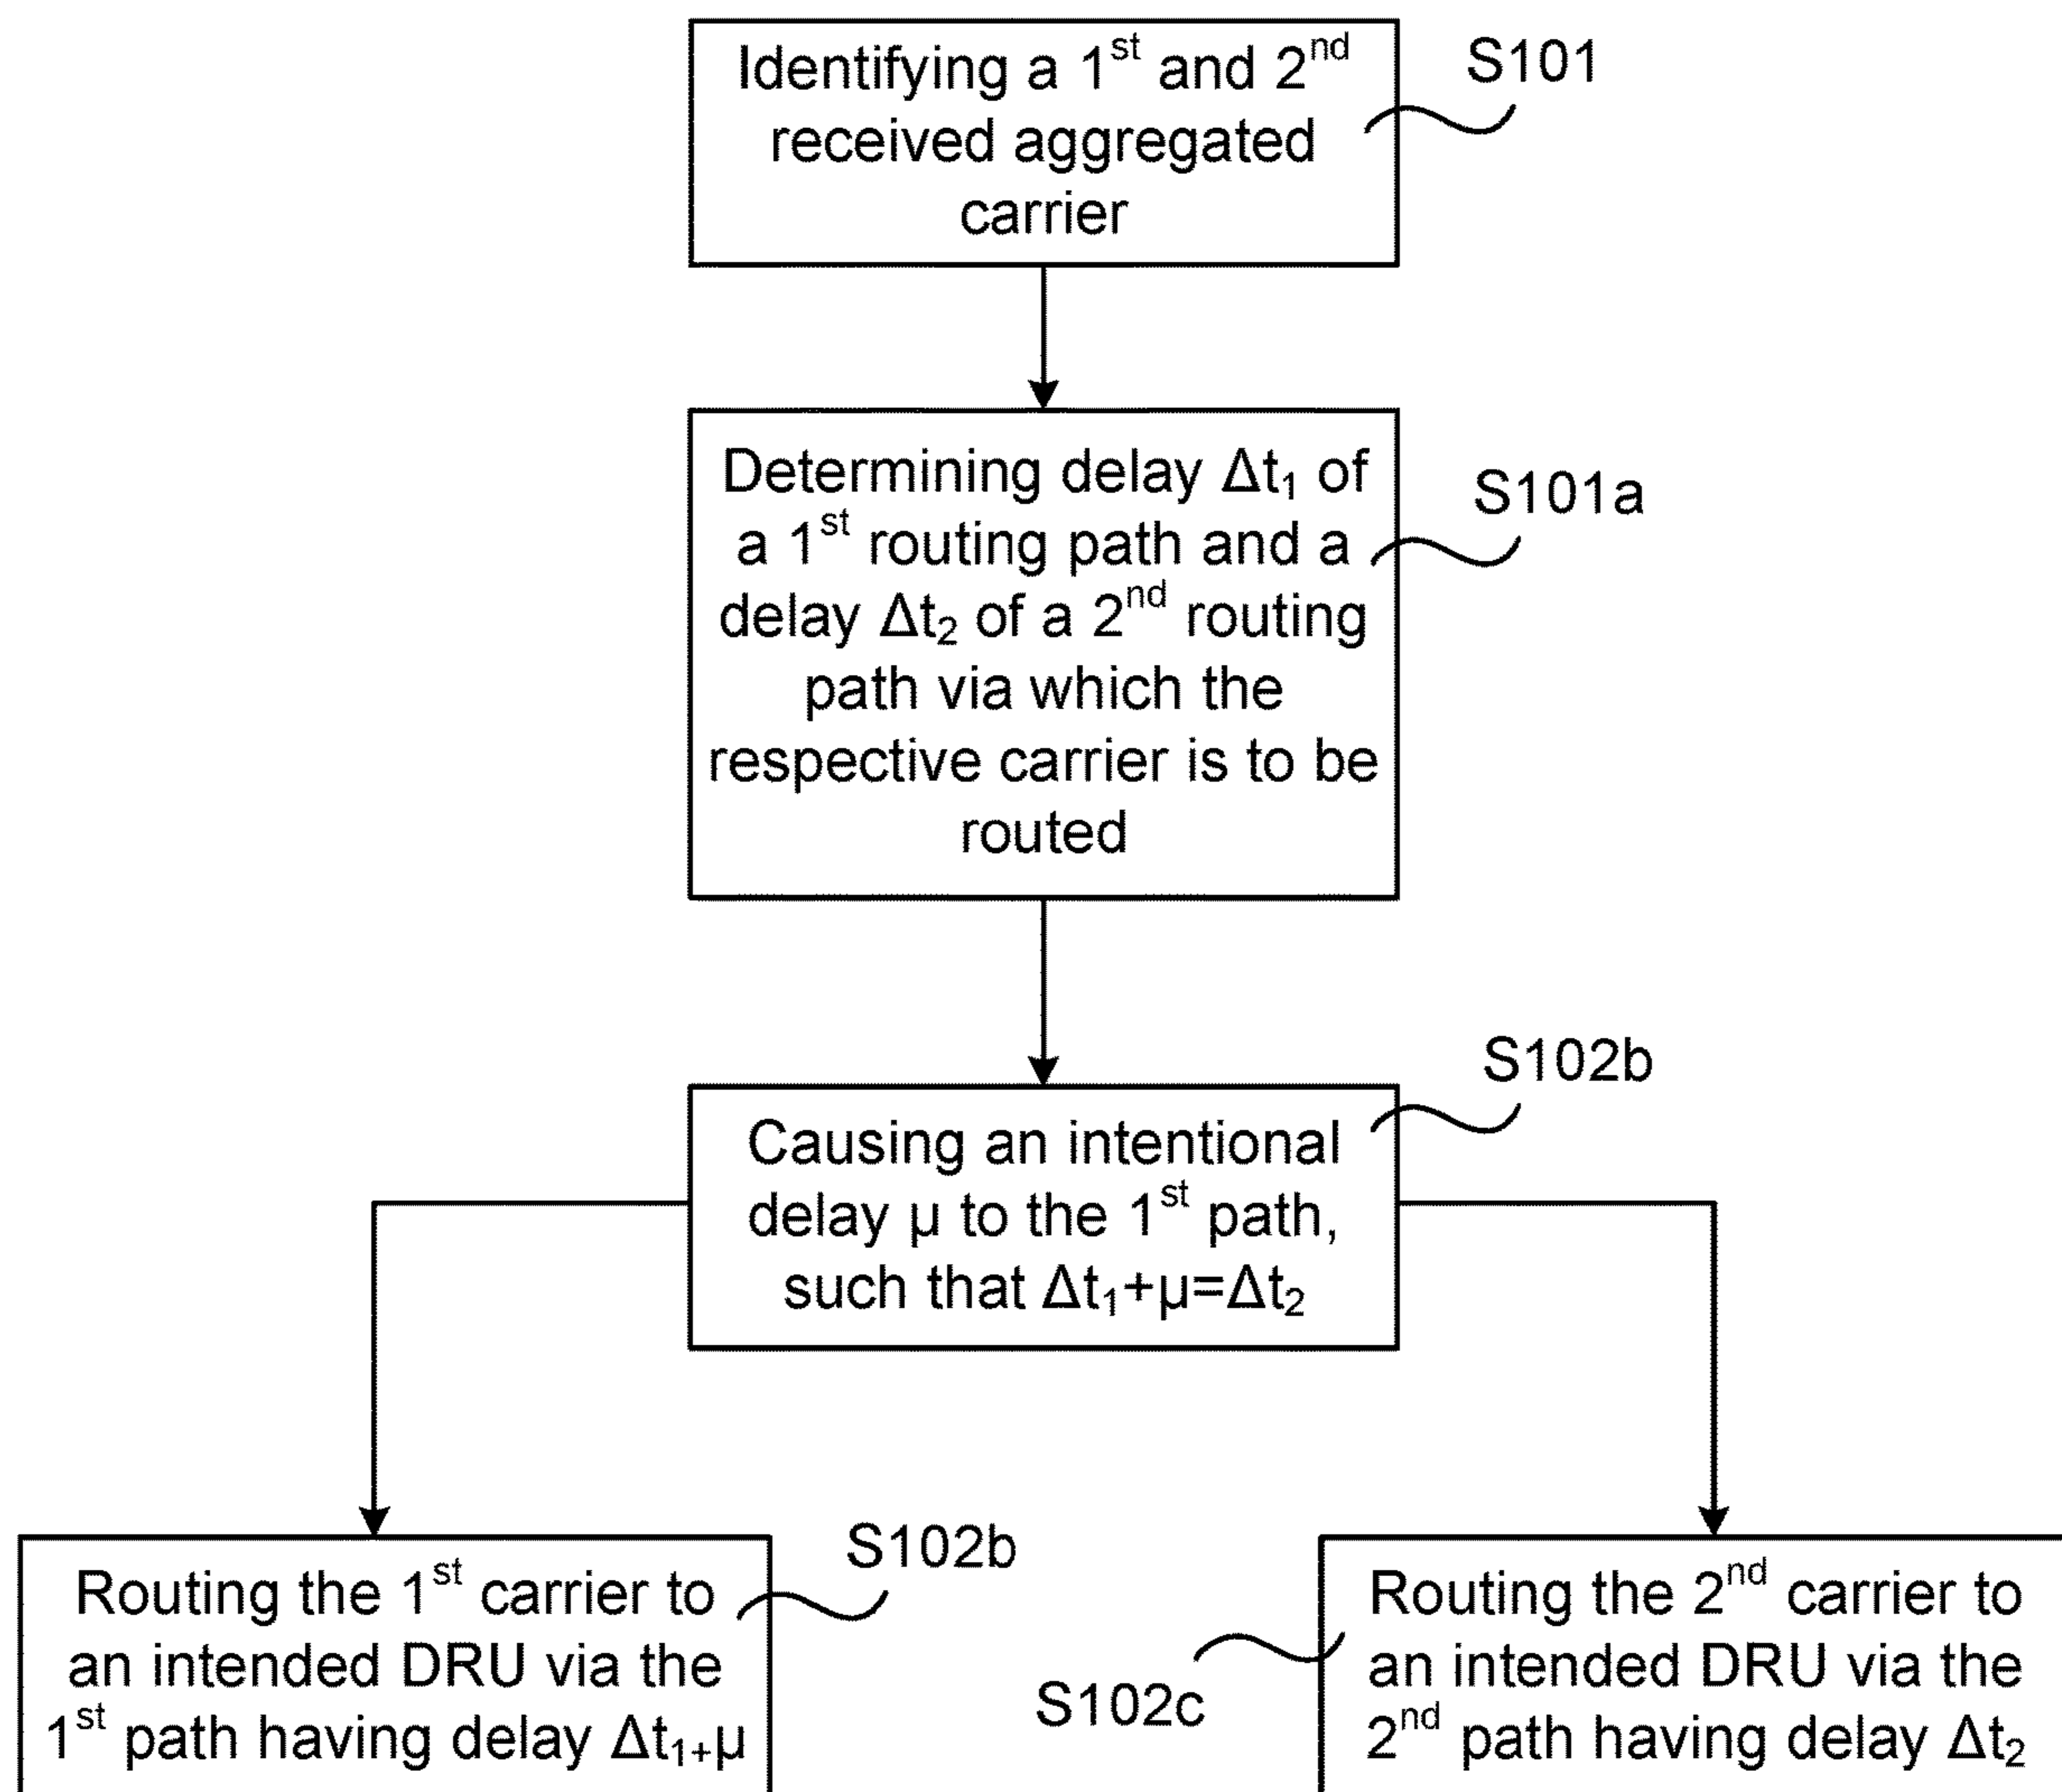 Identifying a 1st and 2nd
received aggregated
carrier
S101
Determining delay Δt₁ of
a 1st routing path and a
delay Δt₂ of a 2nd routing
path via which the
respective carrier is to be
routed
S101a
Causing an intentional
delay μ to the 1st path,
such that Δt₁+μ=Δt₂
S102b
Routing the 1st carrier to
an intended DRU via the
1st path having delay Δt₁₊μ
S102b
Routing the 2nd carrier to
an intended DRU via the
2nd path having delay Δt₂
S102c